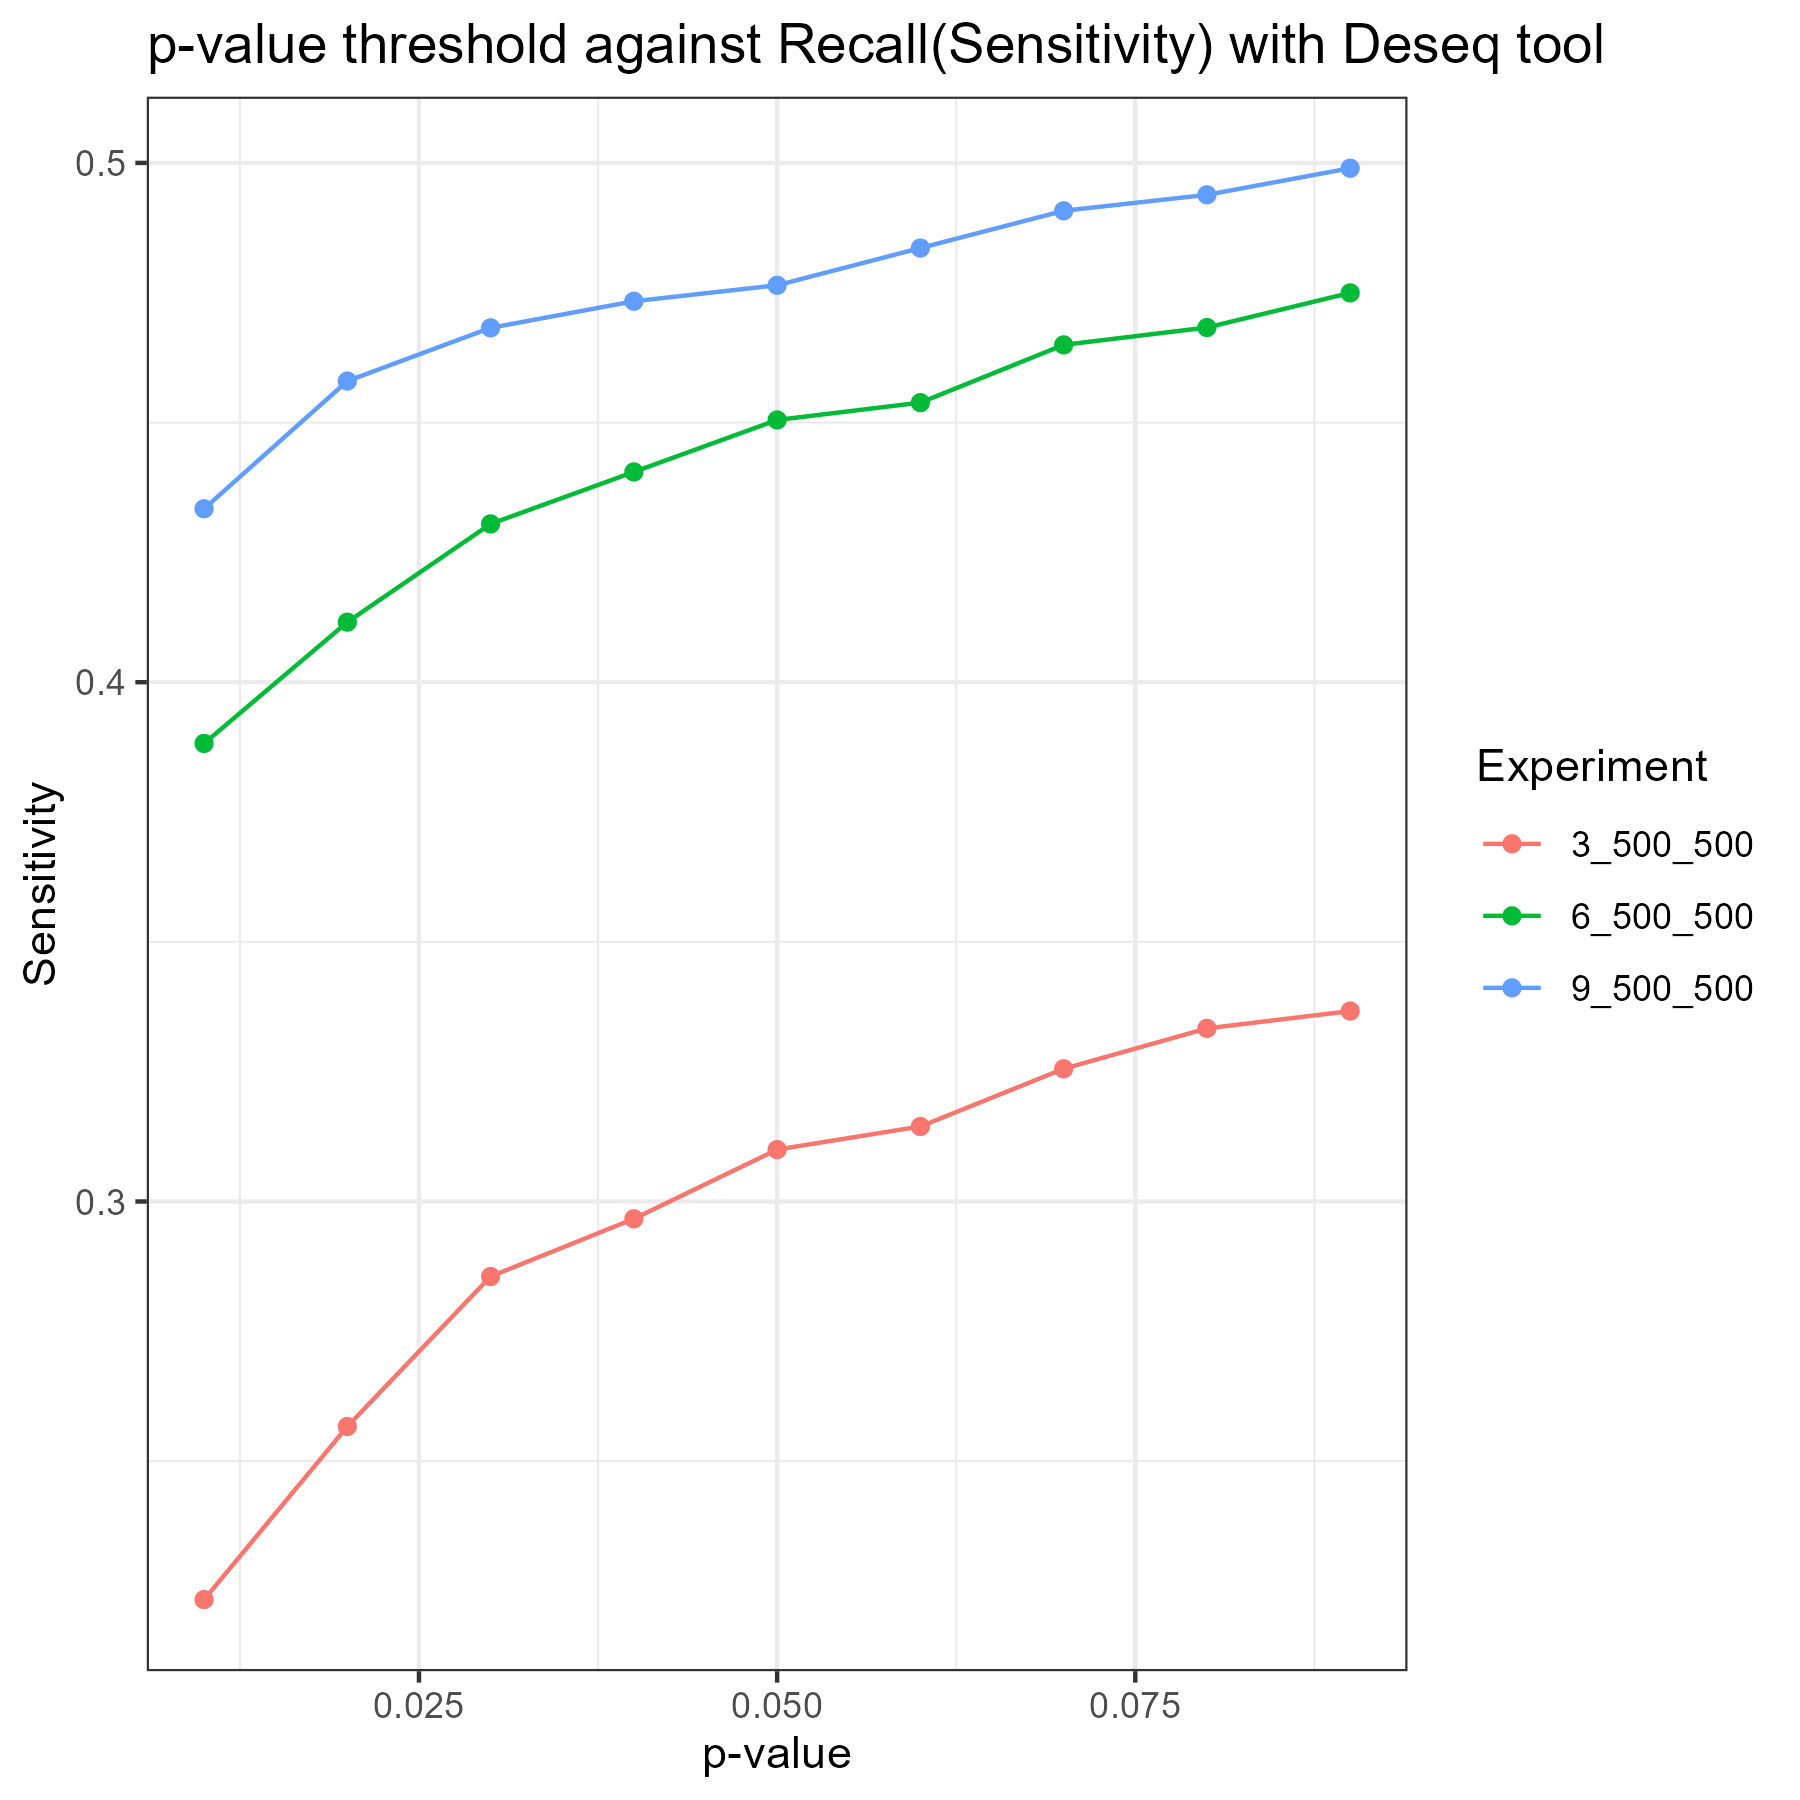 p-value threshold against Recall(Sensitivity) with Deseq tool
0.5
0.4
0.3
Sensitivity
0.025 0.050 0.075
p-value
Experiment
3_500_500
6_500_500
9_500_500